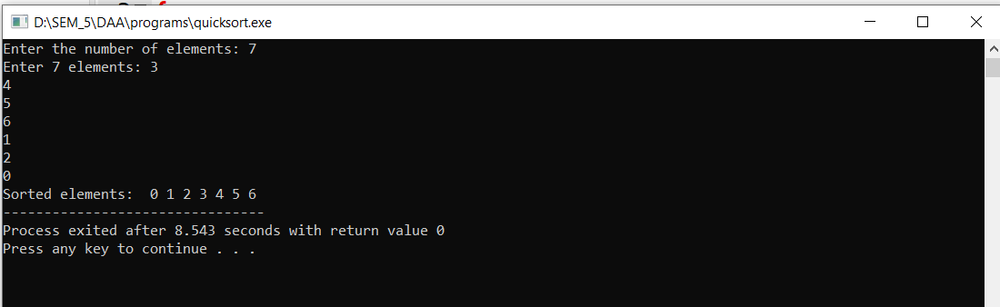 D:\SEM_5\DAA\programs\quicksort.exe
Enter the number of elements: 7
Enter 7 elements: 3
4
5
6
1
2
0
Sorted elements:  0 1 2 3 4 5 6
--------------------------------
Process exited after 8.543 seconds with return value 0
Press any key to continue . . .